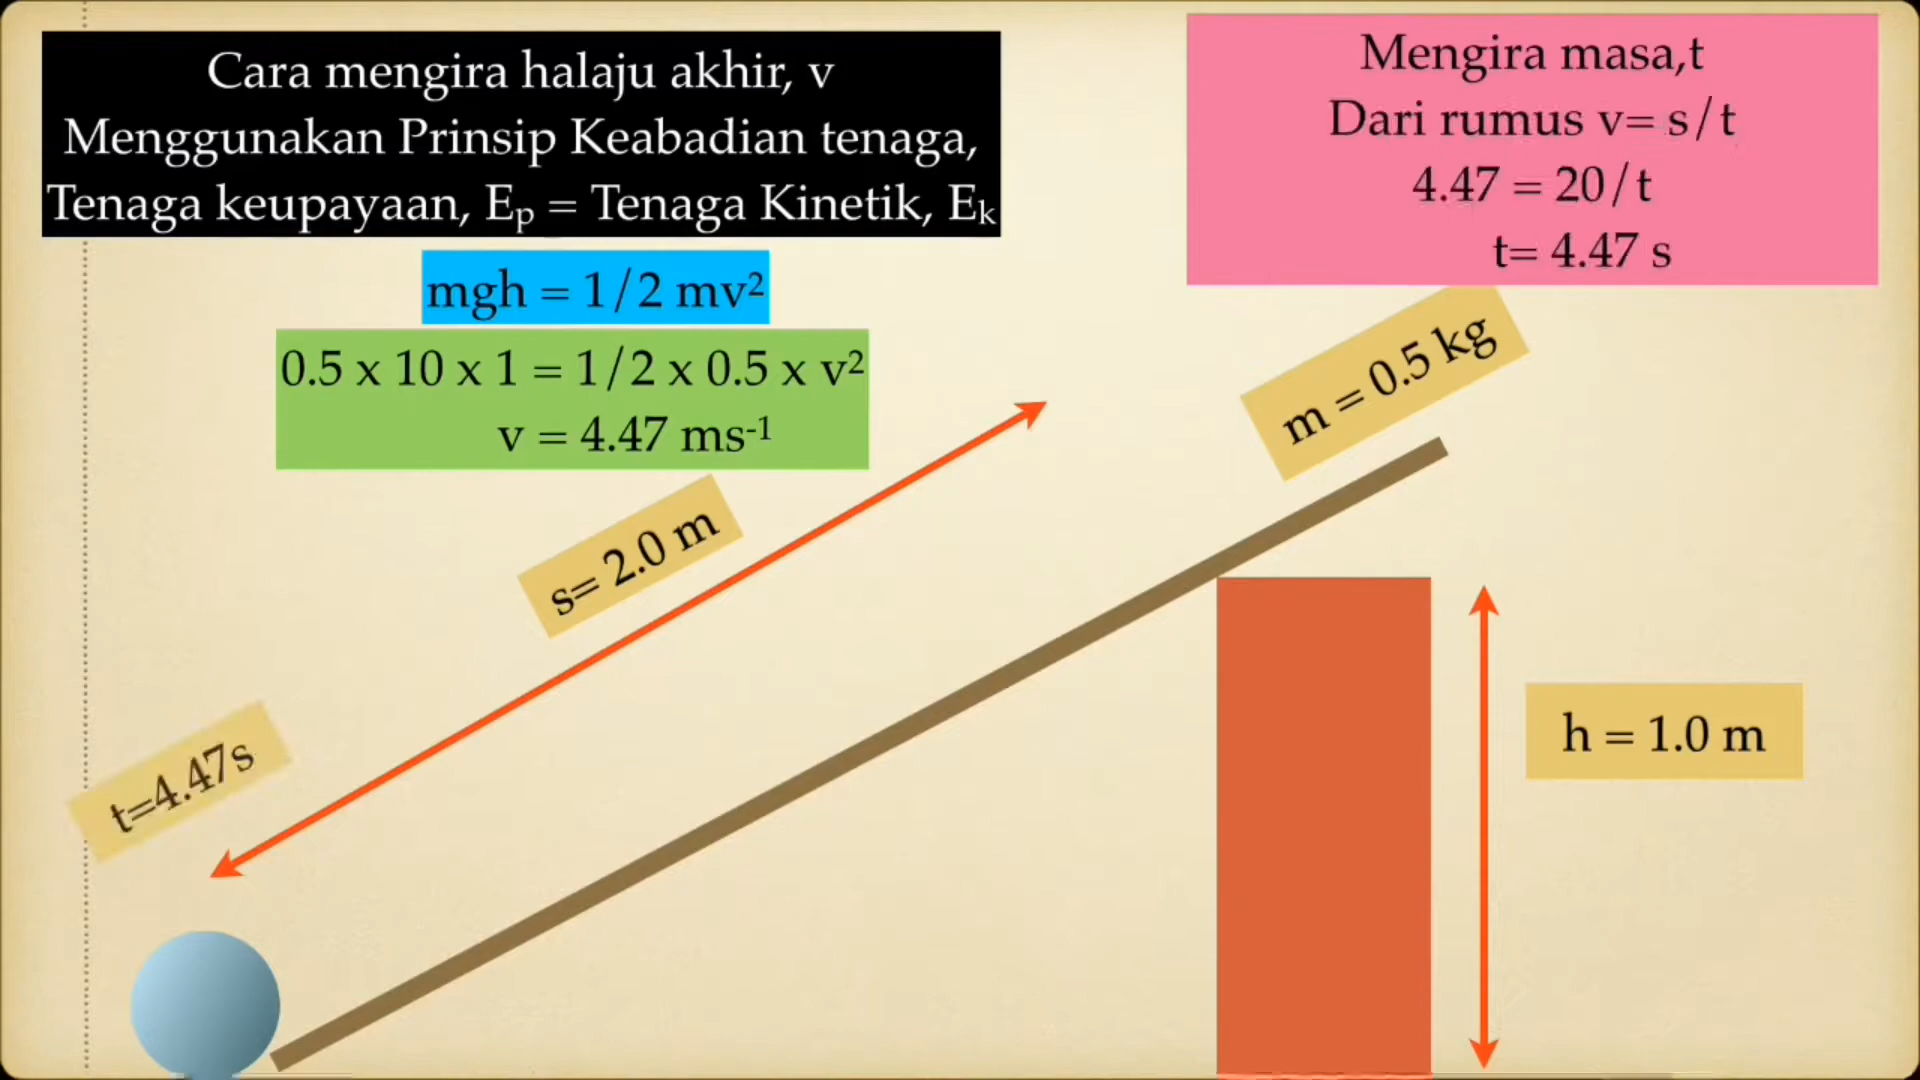 Cara mengira halaju akhir, v
Menggunakan Prinsip Keabadian tenaga,
Tenaga keupayaan, Eₚ = Tenaga Kinetik, Eₖ
mgh = 1/2 mv²
0.5 x 10 x 1 = 1/2 x 0.5 x v²
v = 4.47 ms⁻¹
Mengira masa,t
Dari rumus v= s/t
4.47 = 20/t
t= 4.47 s
m = 0.5 kg
s= 2.0 m
h = 1.0 m
t=4.47s